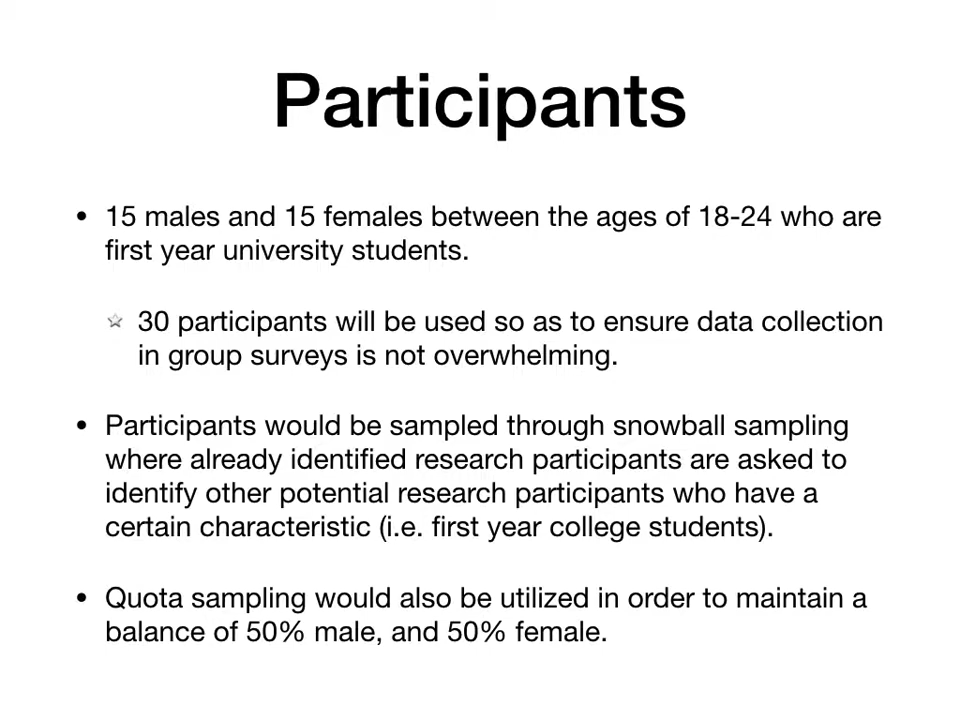 Participants
• 15 males and 15 females between the ages of 18-24 who are
first year university students.
☆ 30 participants will be used so as to ensure data collection
in group surveys is not overwhelming.
• Participants would be sampled through snowball sampling
where already identified research participants are asked to
identify other potential research participants who have a
certain characteristic (i.e. first year college students).
• Quota sampling would also be utilized in order to maintain a
balance of 50% male, and 50% female.